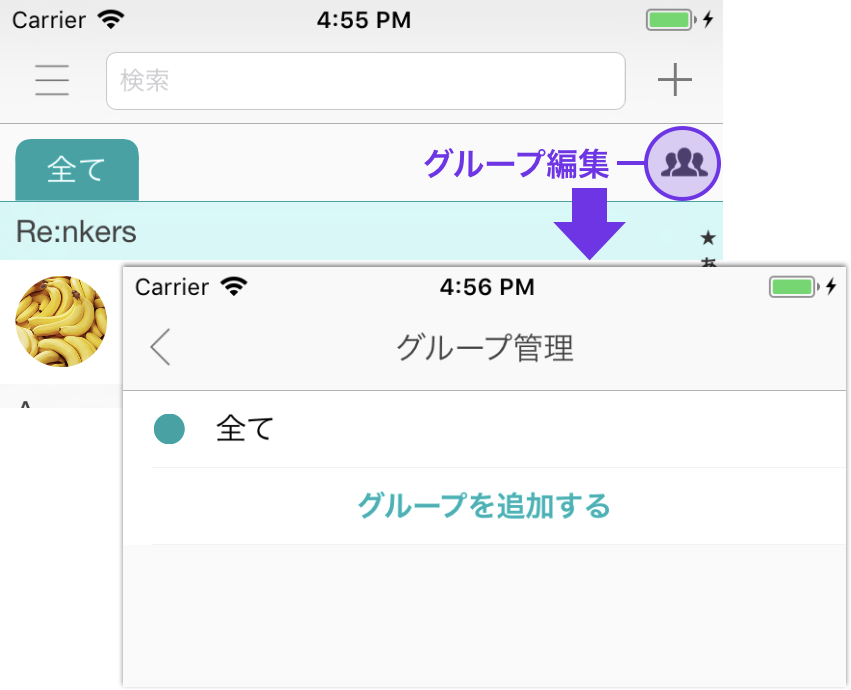 Carrier 4:55 PM
検索
全て
グループ編集
Re:nkers
★
Carrier 4:56 PM
グループ管理
全て
グループを追加する